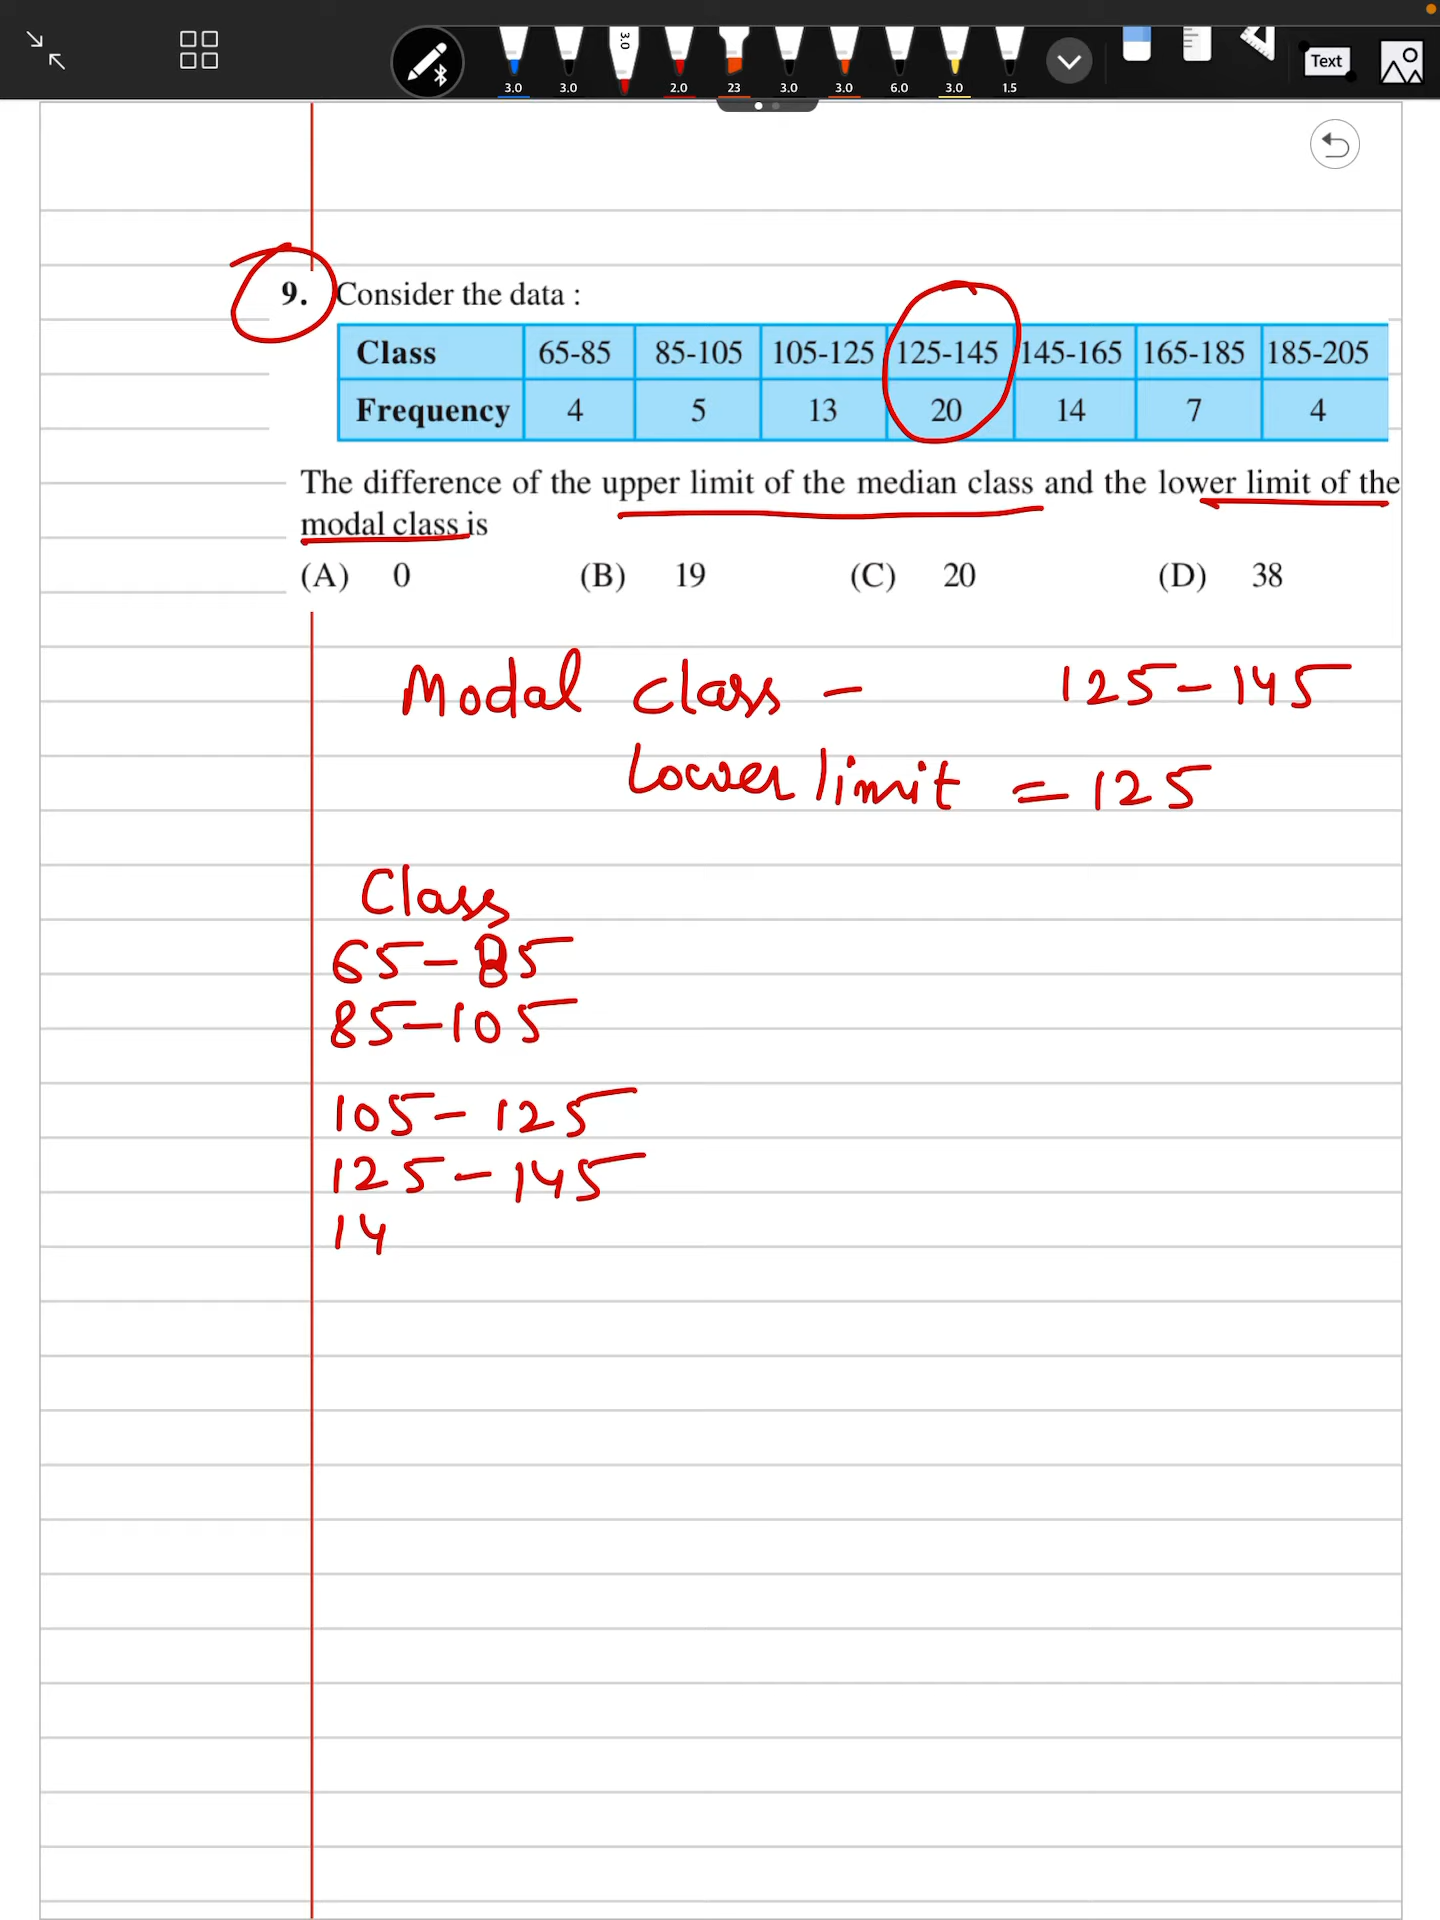 3.0 3.0 3.0 2.0 23 3.0 3.0 6.0 3.0 1.5 Text
9. Consider the data :
Class 65-85 85-105 105-125 125-145 145-165 165-185 185-205
Frequency 4 5 13 20 14 7 4
The difference of the upper limit of the median class and the lower limit of the
modal class is
(A) 0 (B) 19 (C) 20 (D) 38
Modal class - 125-145
Lower limit = 125
Class
65-85
85-105
105-125
125-145
14